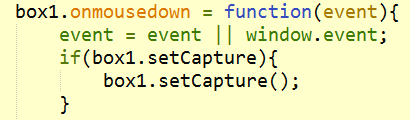 box1.onmousedown = function(event){
    event = event || window.event;
    if(box1.setCapture){
        box1.setCapture();
    }